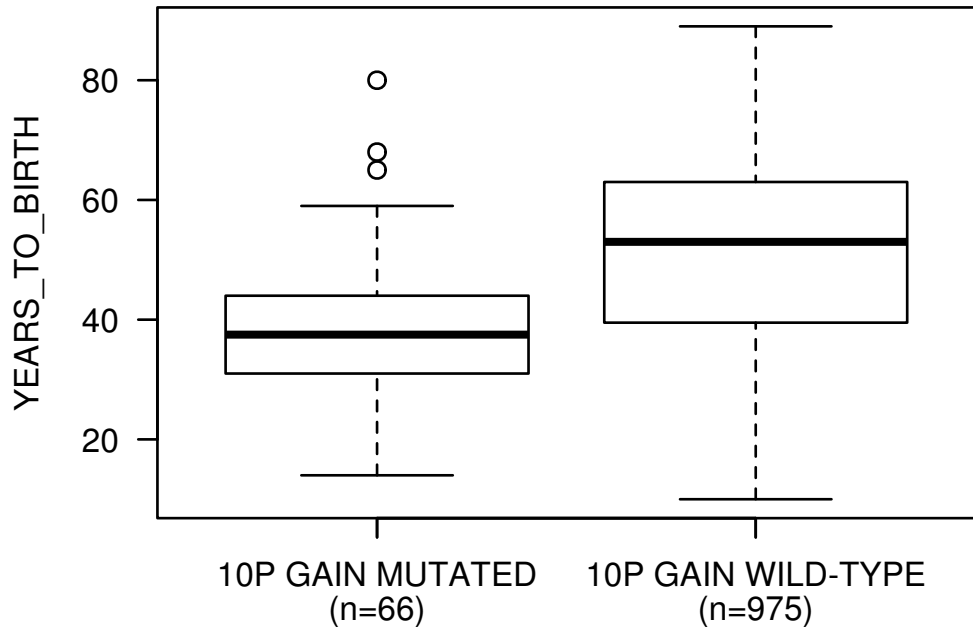 YEARS_TO_BIRTH
80
60
40
20
10P GAIN MUTATED
(n=66)
10P GAIN WILD-TYPE
(n=975)